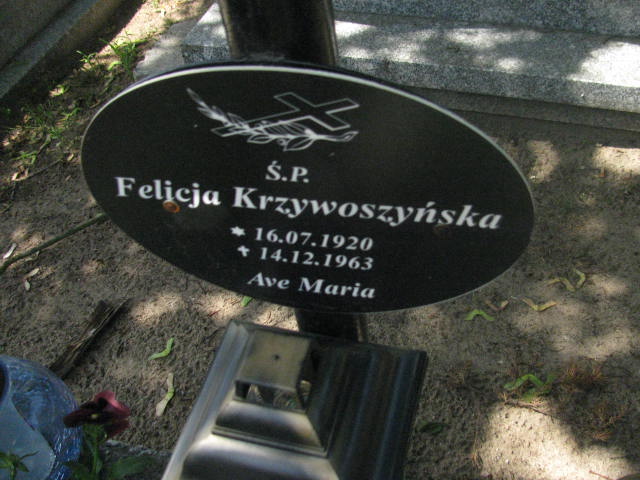 Ś.P.
Felicja Krzywoszyńska
* 16.07.1920
✝ 14.12.1963
Ave Maria